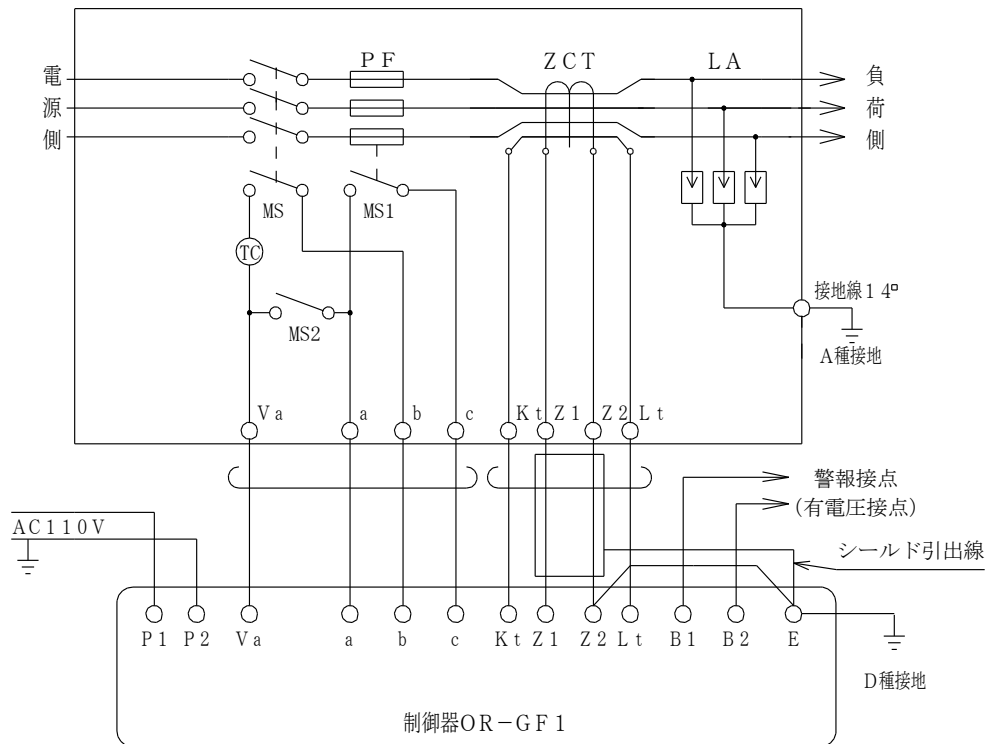 PF
ZCT
LA
電源側
負荷側
MS
MS1
TC
MS2
接地線14°
A種接地
Va
a
b
c
Kt
Z1
Z2
Lt
警報接点
(有電圧接点)
AC110V
シールド引出線
P1
P2
Va
a
b
c
Kt
Z1
Z2
Lt
B1
B2
E
D種接地
制御器OR-GF1